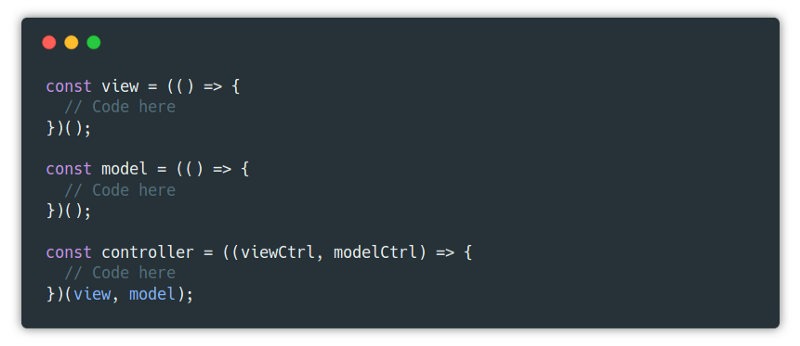 const view = (() => {
  // Code here
})();

const model = (() => {
  // Code here
})();

const controller = ((viewCtrl, modelCtrl) => {
  // Code here
})(view, model);